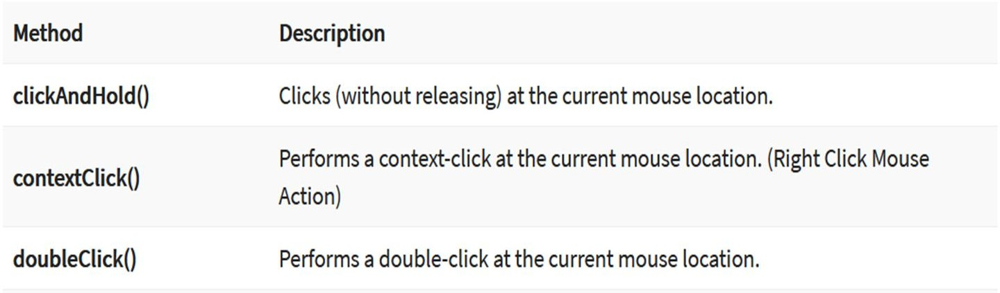 Method Description
clickAndHold() Clicks (without releasing) at the current mouse location.
contextClick() Performs a context-click at the current mouse location. (Right Click Mouse
Action)
doubleClick() Performs a double-click at the current mouse location.